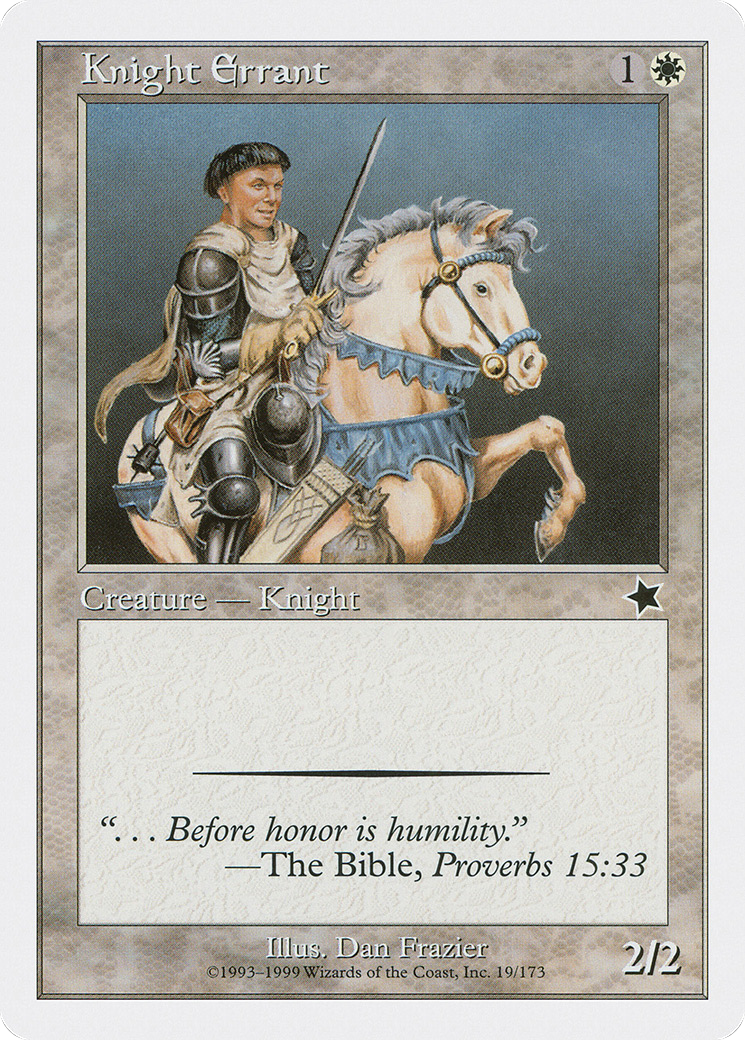 Knight Errant 1
Creature — Knight
“. . . Before honor is humility.”
—The Bible, Proverbs 15:33
Illus. Dan Frazier
©1993–1999 Wizards of the Coast, Inc. 19/173
2/2